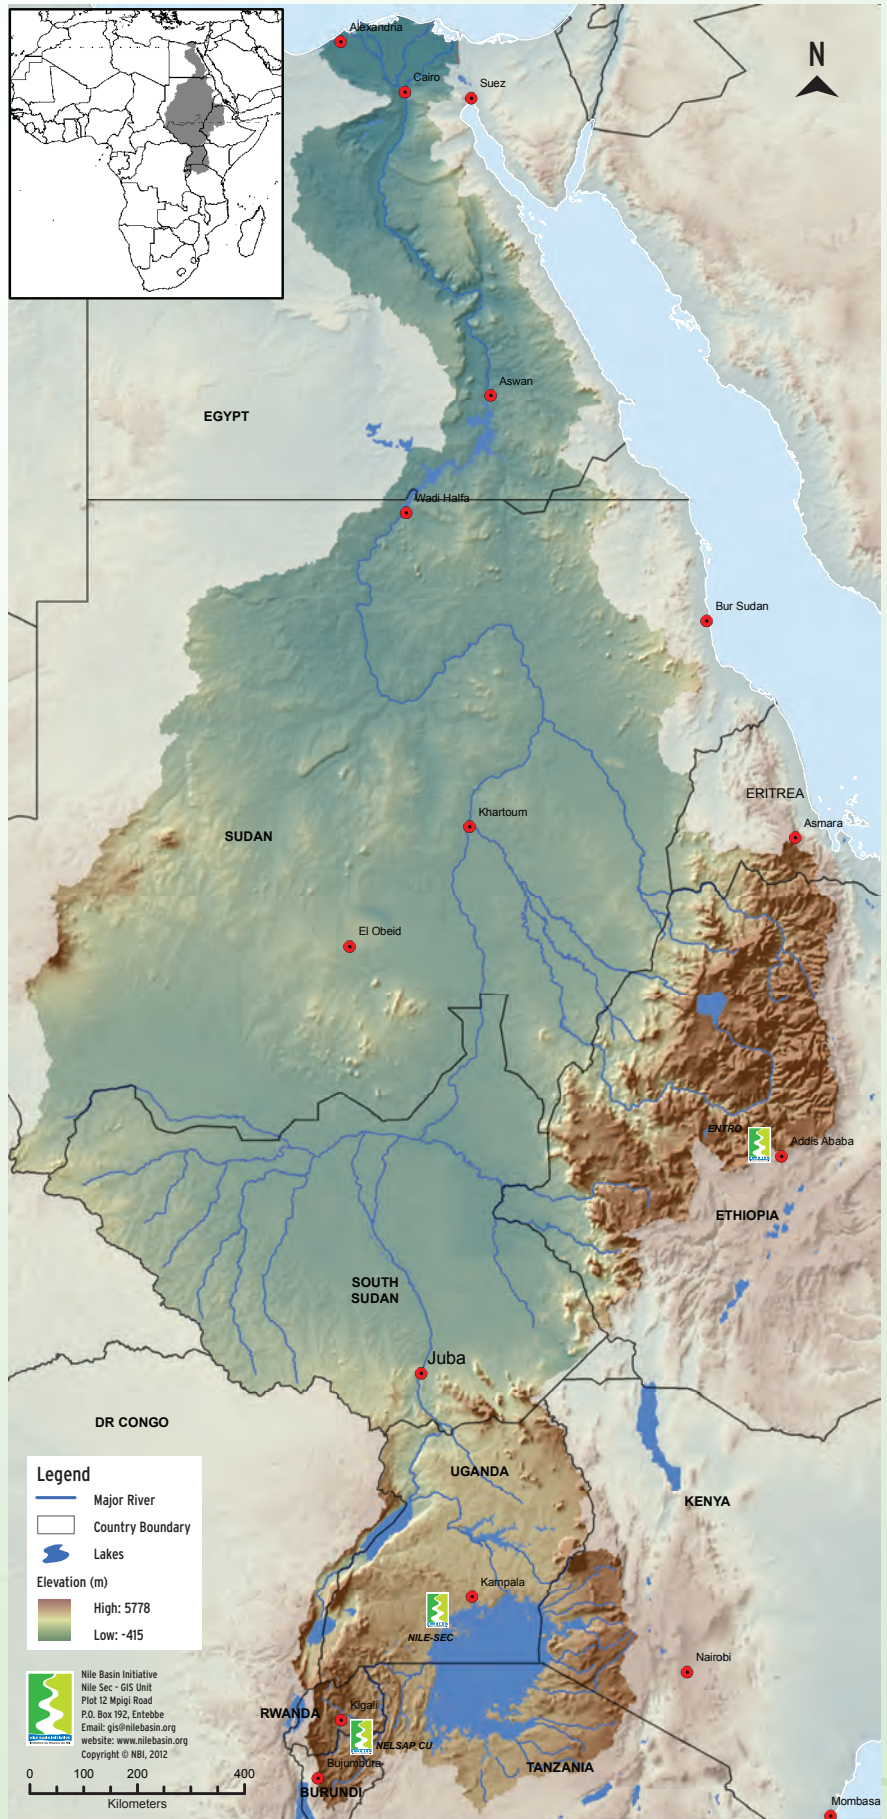 N
Alexandria
Cairo
Suez
Aswan
EGYPT
Wadi Halfa
Bur Sudan
ERITREA
Asmara
Khartoum
SUDAN
El Obeid
ENTRO
Addis Ababa
ETHIOPIA
SOUTH
SUDAN
Juba
DR CONGO
UGANDA
KENYA
Kampala
NILE-SEC
Nairobi
RWANDA
Kigali
NELSAP CU
Bujumbura
BURUNDI
TANZANIA
Mombasa
Legend
Major River
Country Boundary
Lakes
Elevation (m)
High: 5778
Low: -415
Nile Basin Initiative
Nile Sec - GIS Unit
Plot 12 Mpigi Road
P.O. Box 192, Entebbe
Email: gis@nilebasin.org
website: www.nilebasin.org
Copyright © NBI, 2012
0 100 200 400
Kilometers